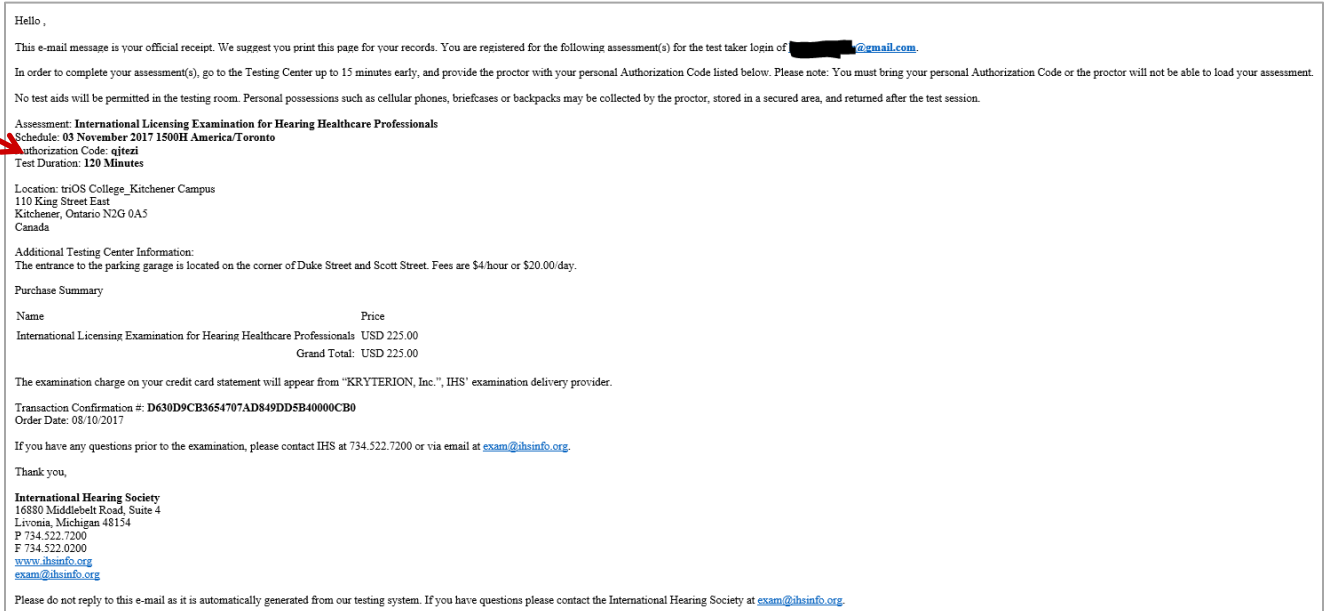 Hello ,
This e-mail message is your official receipt. We suggest you print this page for your records. You are registered for the following assessment(s) for the test taker login of @gmail.com.
In order to complete your assessment(s), go to the Testing Center up to 15 minutes early, and provide the proctor with your personal Authorization Code listed below. Please note: You must bring your personal Authorization Code or the proctor will not be able to load your assessment.
No test aids will be permitted in the testing room. Personal possessions such as cellular phones, briefcases or backpacks may be collected by the proctor, stored in a secured area, and returned after the test session.
Assessment: International Licensing Examination for Hearing Healthcare Professionals
Schedule: 03 November 2017 1500H America/Toronto
Authorization Code: qjtezi
Test Duration: 120 Minutes
Location: triOS College_Kitchener Campus
110 King Street East
Kitchener, Ontario N2G 0A5
Canada
Additional Testing Center Information:
The entrance to the parking garage is located on the corner of Duke Street and Scott Street. Fees are $4/hour or $20.00/day.
Purchase Summary
Name Price
International Licensing Examination for Hearing Healthcare Professionals USD 225.00
Grand Total: USD 225.00
The examination charge on your credit card statement will appear from “KRYTERION, Inc.”, IHS’ examination delivery provider.
Transaction Confirmation #: D630D9CB3654707AD849DD5B40000CB0
Order Date: 08/10/2017
If you have any questions prior to the examination, please contact IHS at 734.522.7200 or via email at exam@ihsinfo.org.
Thank you,
International Hearing Society
16880 Middlebelt Road, Suite 4
Livonia, Michigan 48154
P 734.522.7200
F 734.522.0200
www.ihsinfo.org
exam@ihsinfo.org
Please do not reply to this e-mail as it is automatically generated from our testing system. If you have questions please contact the International Hearing Society at exam@ihsinfo.org.